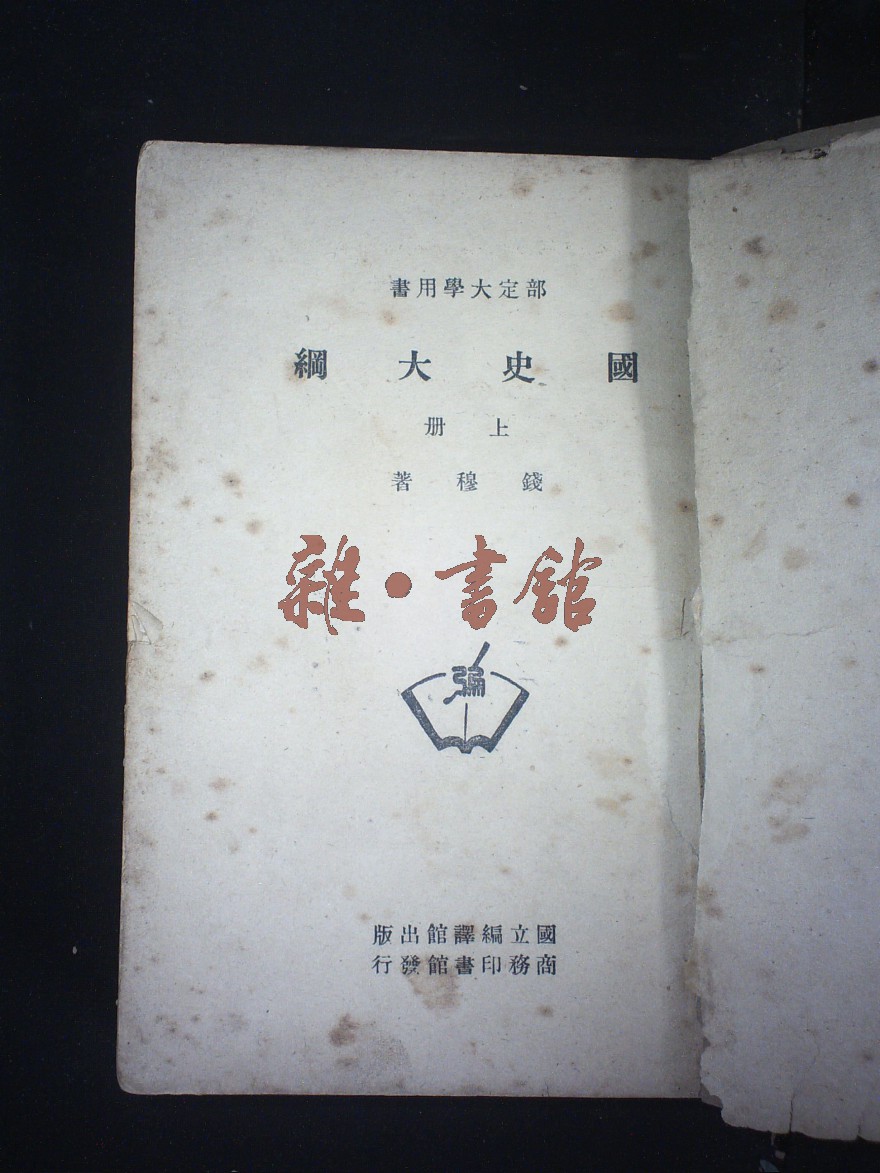 部定大學用書
國史大綱
上册
錢穆著
雜·書館
編
國立編譯館出版
商務印書館發行